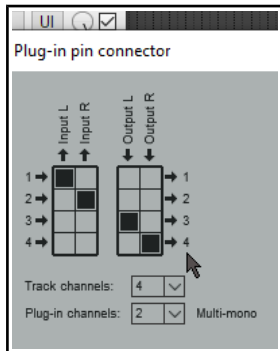 UI
Plug-in pin connector
Input L
Input R
Output L
Output R
1 1
2 2
3 3
4 4
Track channels: 4
Plug-in channels: 2 Multi-mono